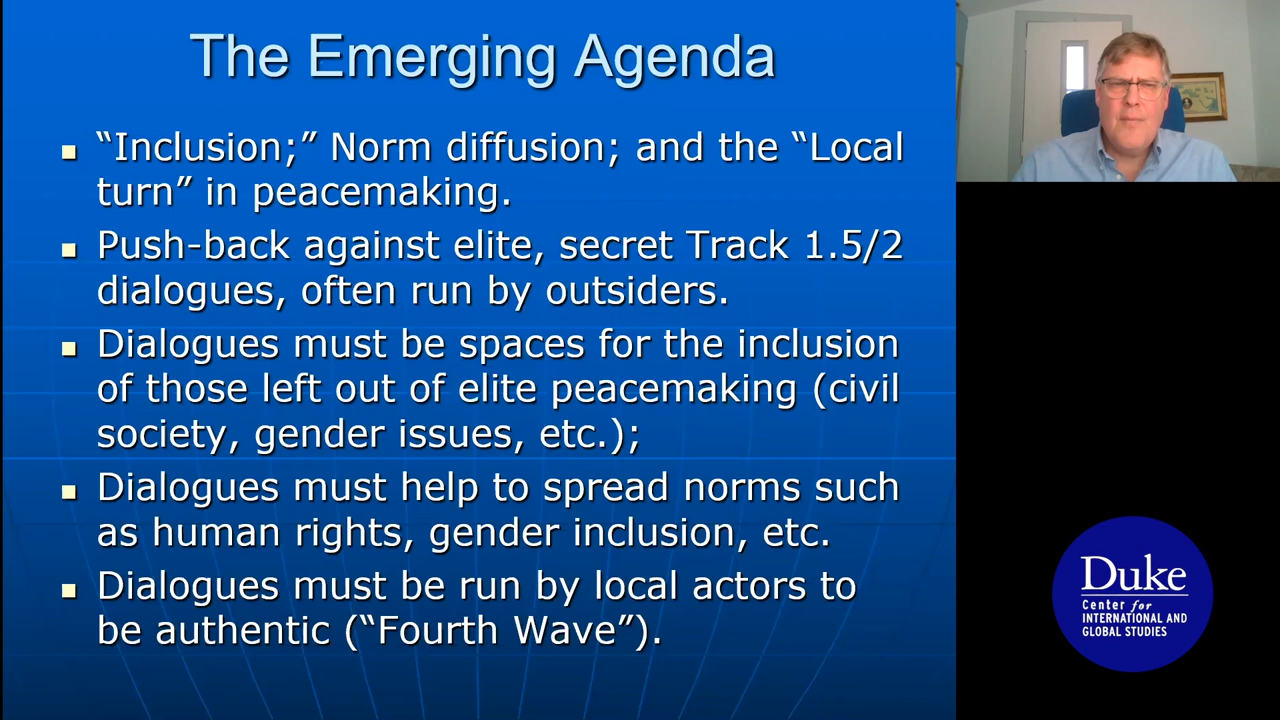 The Emerging Agenda
“Inclusion;” Norm diffusion; and the “Local
turn” in peacemaking.
Push-back against elite, secret Track 1.5/2
dialogues, often run by outsiders.
Dialogues must be spaces for the inclusion
of those left out of elite peacemaking (civil
society, gender issues, etc.);
Dialogues must help to spread norms such
as human rights, gender inclusion, etc.
Dialogues must be run by local actors to
be authentic (“Fourth Wave”).
Duke
Center for
INTERNATIONAL AND
GLOBAL STUDIES